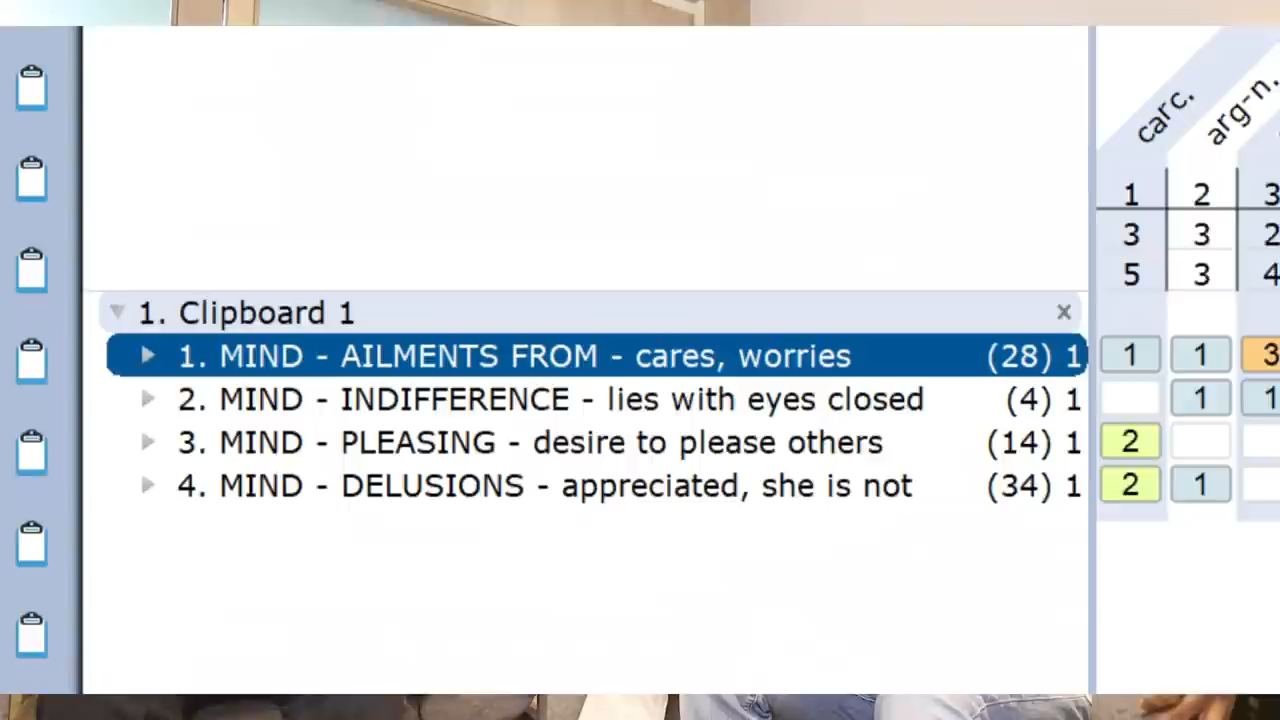 carc. arg-n.
1 2 3
3 3 2
5 3 4
1. Clipboard 1 ×
1. MIND - AILMENTS FROM - cares, worries (28) 1 1 1 3
2. MIND - INDIFFERENCE - lies with eyes closed (4) 1 1 1
3. MIND - PLEASING - desire to please others (14) 1 2
4. MIND - DELUSIONS - appreciated, she is not (34) 1 2 1